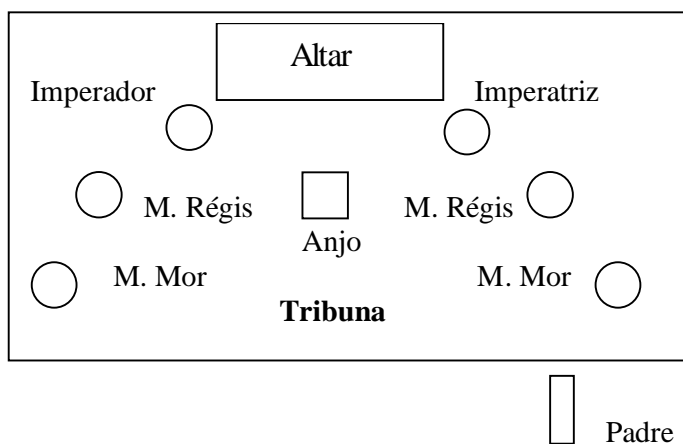 Altar
Imperador
Imperatriz
M. Régis
M. Régis
Anjo
M. Mor
M. Mor
Tribuna
Padre